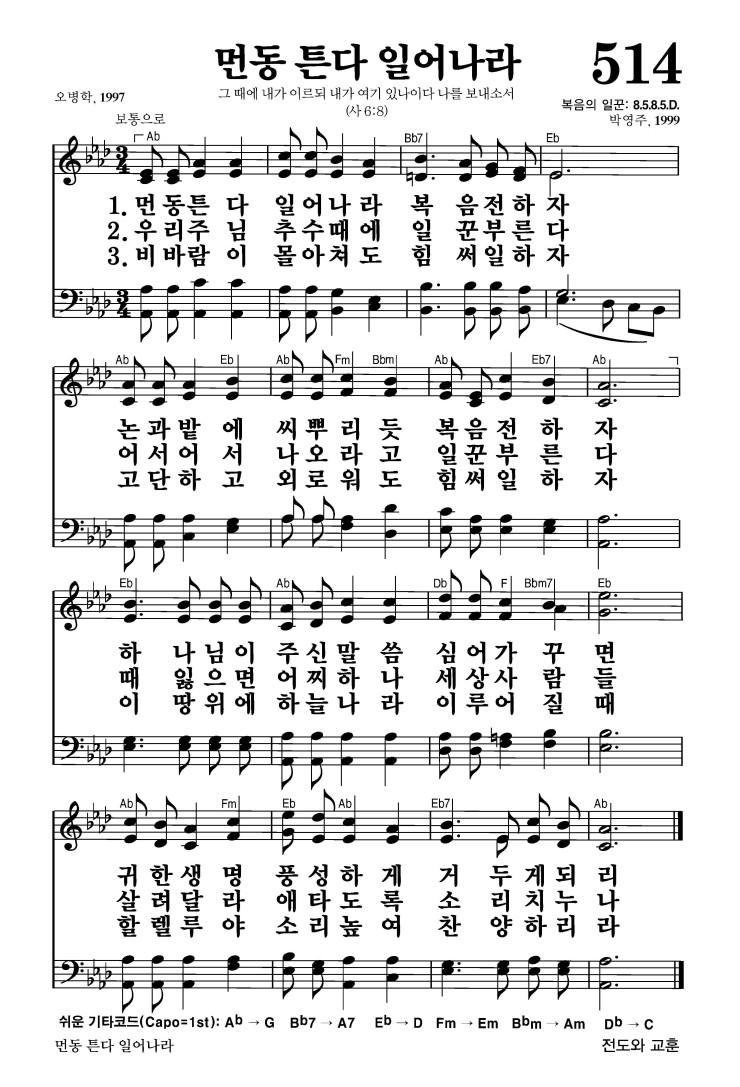 먼동 튼다 일어나라 514
오병학, 1997
그 때에 내가 이르되 내가 여기 있나이다 나를 보내소서
(사 6:8)
복음의 일꾼: 8.5.8.5.D.
박영주, 1999
보통으로
Ab Bb7 Eb
3/4
1. 먼동튼 다 일어나라 복 음전하자
2. 우리주 님 추수때에 일 꾼부른다
3. 비바람 이 몰아쳐도 힘 써일하자
3/4
Ab Eb Ab Fm Bbm Ab Eb7 Ab
논과밭에 씨뿌리듯 복음전하 자
어서어서 나오라고 일꾼부른 다
고단하고 외로워도 힘써일하 자
Eb Ab Db F Bbm7 Eb
하 나님이 주신말씀 심어가꾸 면
때 잃으면 어찌하나 세상사람 들
이 땅위에 하늘나라 이루어질 때
Ab Fm Eb Ab Eb7 Ab
귀한생명 풍성하게 거 두게되 리
살려달라 애타도록 소 리치누 나
할렐루야 소리높여 찬 양하리 라
쉬운 기타코드(Capo=1st): Ab → G Bb7 → A7 Eb → D Fm → Em Bbm → Am Db → C
먼동 튼다 일어나라 전도와 교훈